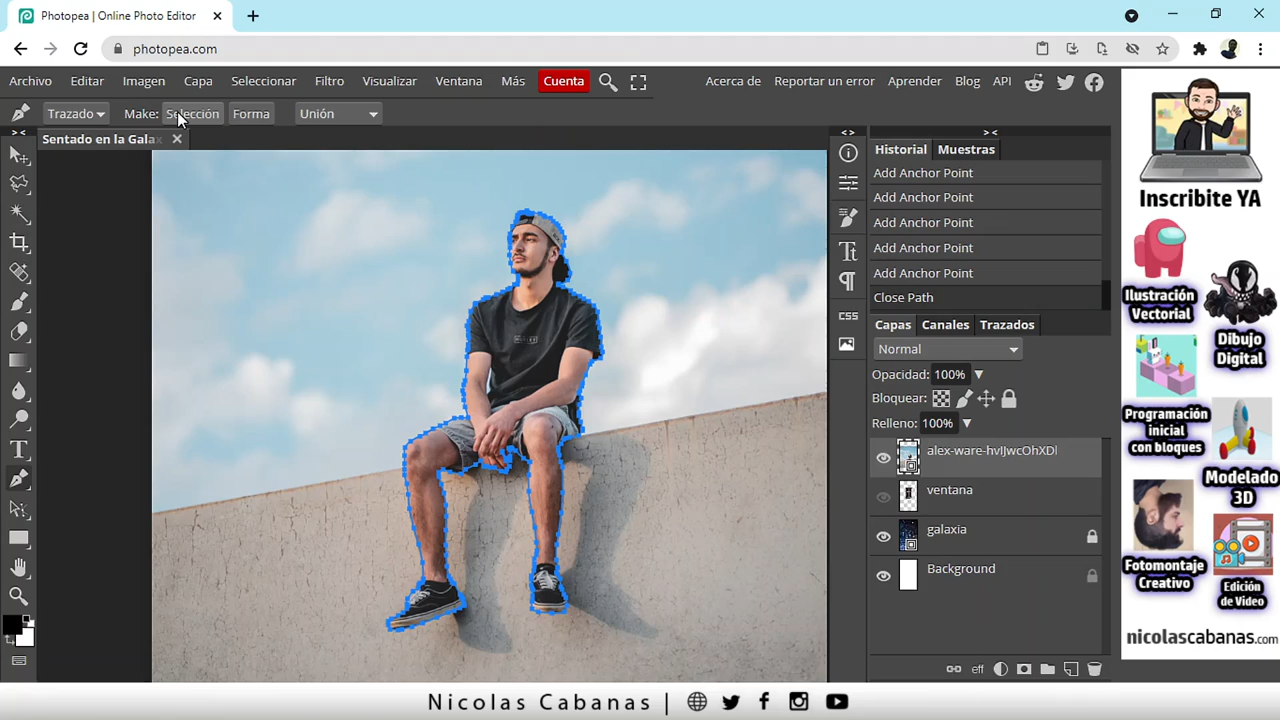 Photopea | Online Photo Editor
photopea.com
Archivo Editar Imagen Capa Seleccionar Filtro Visualizar Ventana Más Cuenta Acerca de Reportar un error Aprender Blog API
Trazado Make: Selección Forma Unión
Sentado en la Gala
Historial Muestras
Add Anchor Point
Add Anchor Point
Add Anchor Point
Add Anchor Point
Add Anchor Point
Close Path
Capas Canales Trazados
Normal
Opacidad: 100%
Bloquear:
Relleno: 100%
alex-ware-hvIJwcOhXDI
ventana
galaxia
Background
eff
CSS
Inscribite YA
Ilustración
Vectorial
Dibujo
Digital
Programación
inicial
con bloques
Modelado
3D
Fotomontaje
Creativo
Edición
de Video
nicolascabanas.com
Nicolas Cabanas |